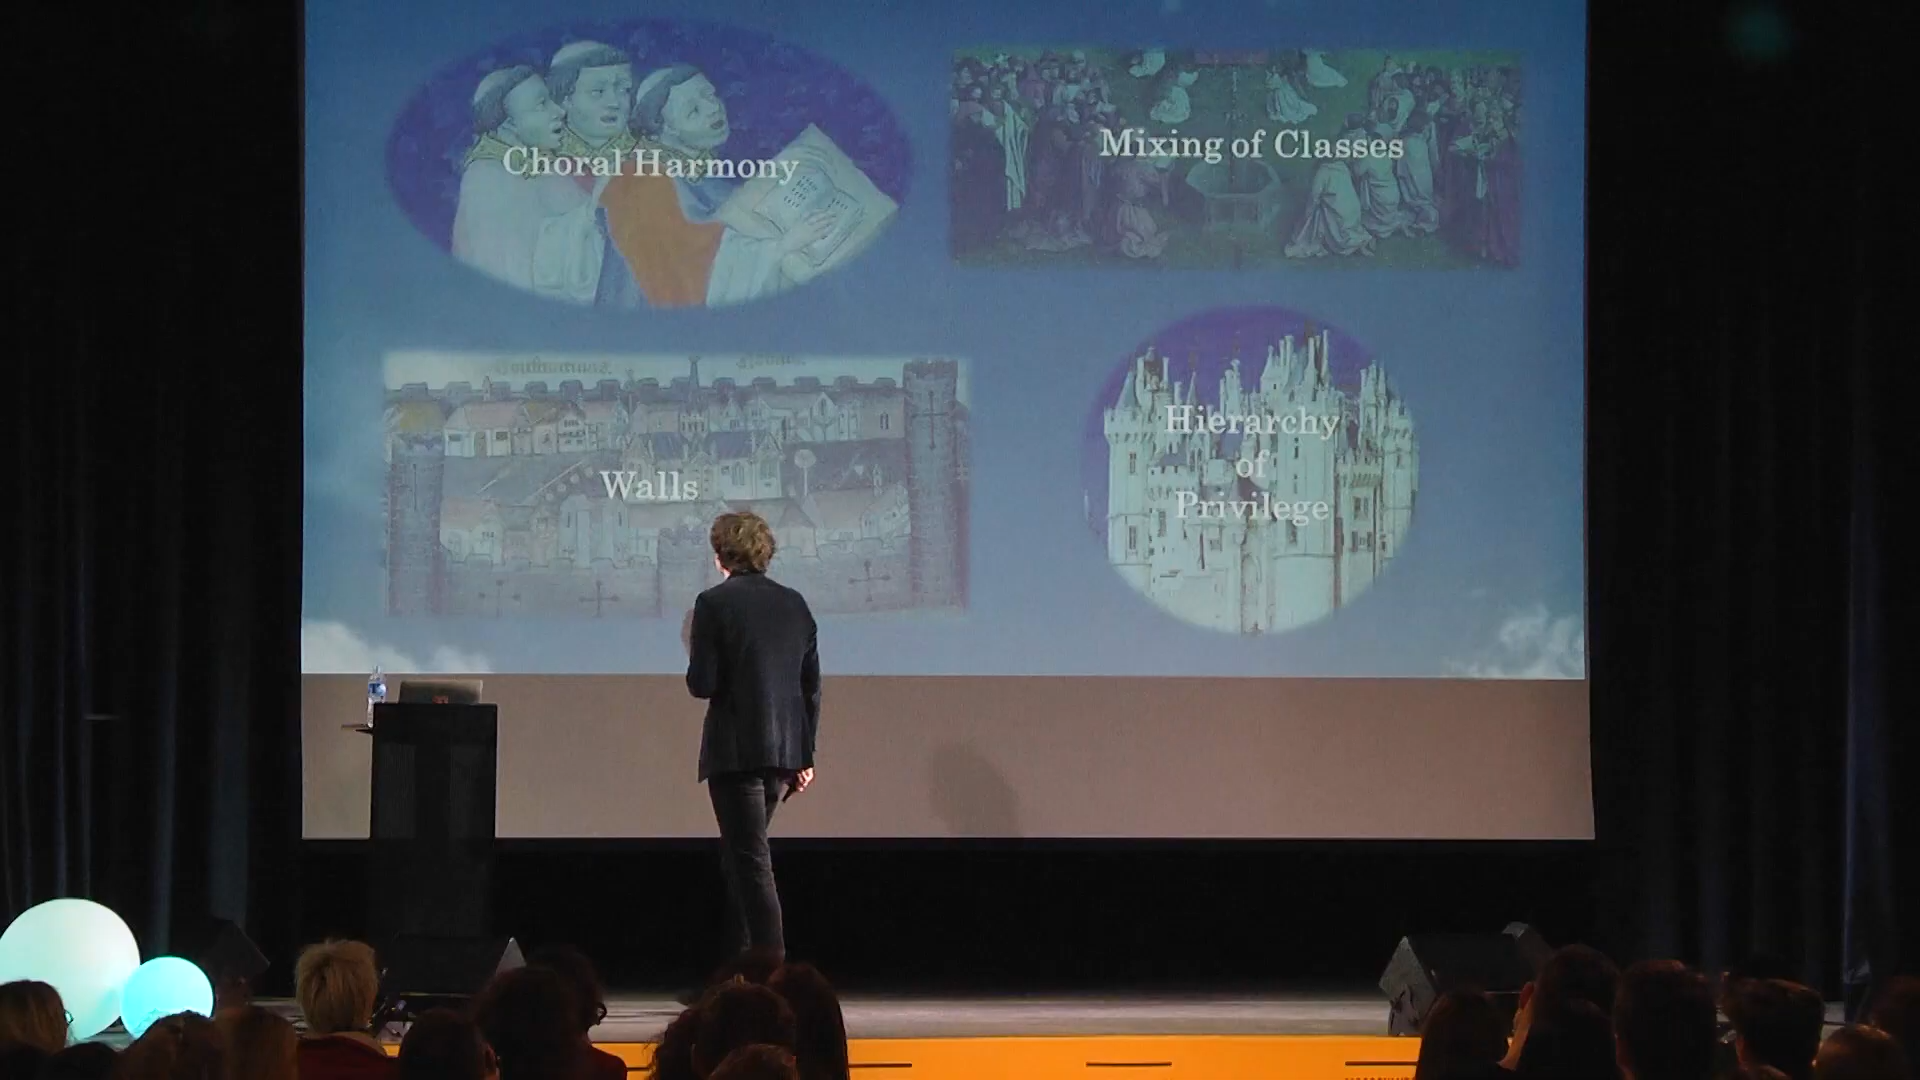 Choral Harmony
Mixing of Classes
Walls
Hierarchy
of
Privilege